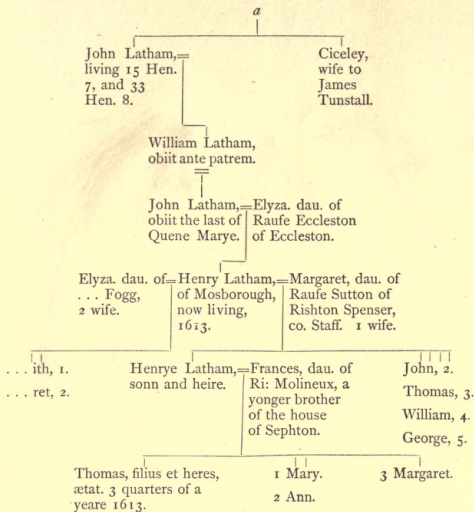 a
John Latham,=
living 15 Hen.
7, and 33
Hen. 8.
Ciceley,
wife to
James
Tunstall.
William Latham,
obiit ante patrem.
John Latham,=Elyza. dau. of
obiit the last of Raufe Eccleston
Quene Marye. of Eccleston.
Elyza. dau. of=Henry Latham,=Margaret, dau. of
. . . Fogg, of Mosborough, Raufe Sutton of
2 wife. now living, Rishton Spenser,
1613. co. Staff. 1 wife.
. . . ith, 1.
. . . ret, 2.
Henrye Latham,=Frances, dau. of
sonn and heire. Ri: Molineux, a
yonger brother
of the house
of Sephton.
John, 2.
Thomas, 3.
William, 4.
George, 5.
Thomas, filius et heres,
ætat. 3 quarters of a
yeare 1613.
1 Mary.
2 Ann.
3 Margaret.